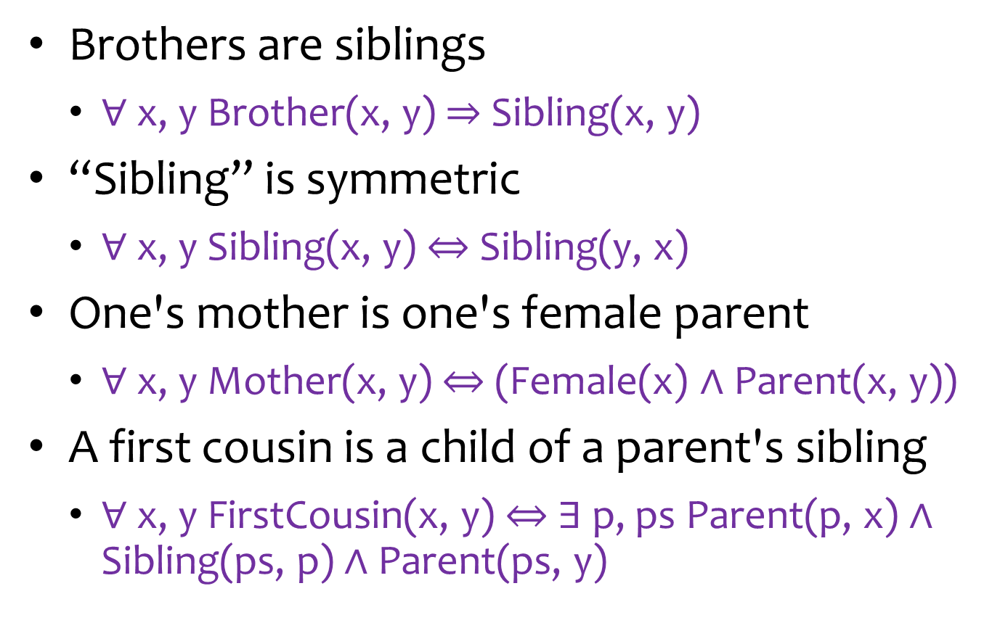 • Brothers are siblings
• ∀ x, y Brother(x, y) ⇒ Sibling(x, y)
• “Sibling” is symmetric
• ∀ x, y Sibling(x, y) ⇔ Sibling(y, x)
• One's mother is one's female parent
• ∀ x, y Mother(x, y) ⇔ (Female(x) ∧ Parent(x, y))
• A first cousin is a child of a parent's sibling
• ∀ x, y FirstCousin(x, y) ⇔ ∃ p, ps Parent(p, x) ∧
Sibling(ps, p) ∧ Parent(ps, y)